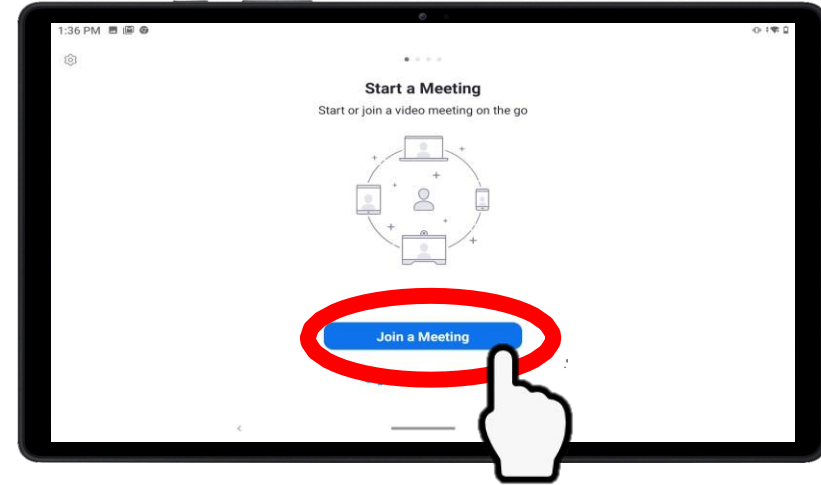 1:36 PM
Start a Meeting
Start or join a video meeting on the go
Join a Meeting